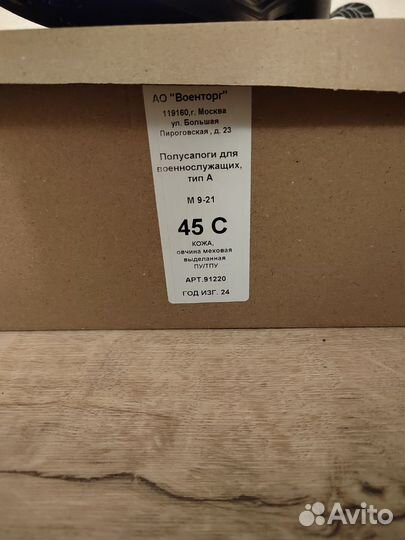 АО "Военторг"
119160,г. Москва
ул. Большая
Пироговская , д. 23
Полусапоги для
военнослужащих,
тип А
М 9-21
45 С
КОЖА,
овчина меховая
выделанная
ПУ/ТПУ
АРТ.91220
ГОД ИЗГ. 24
Avito